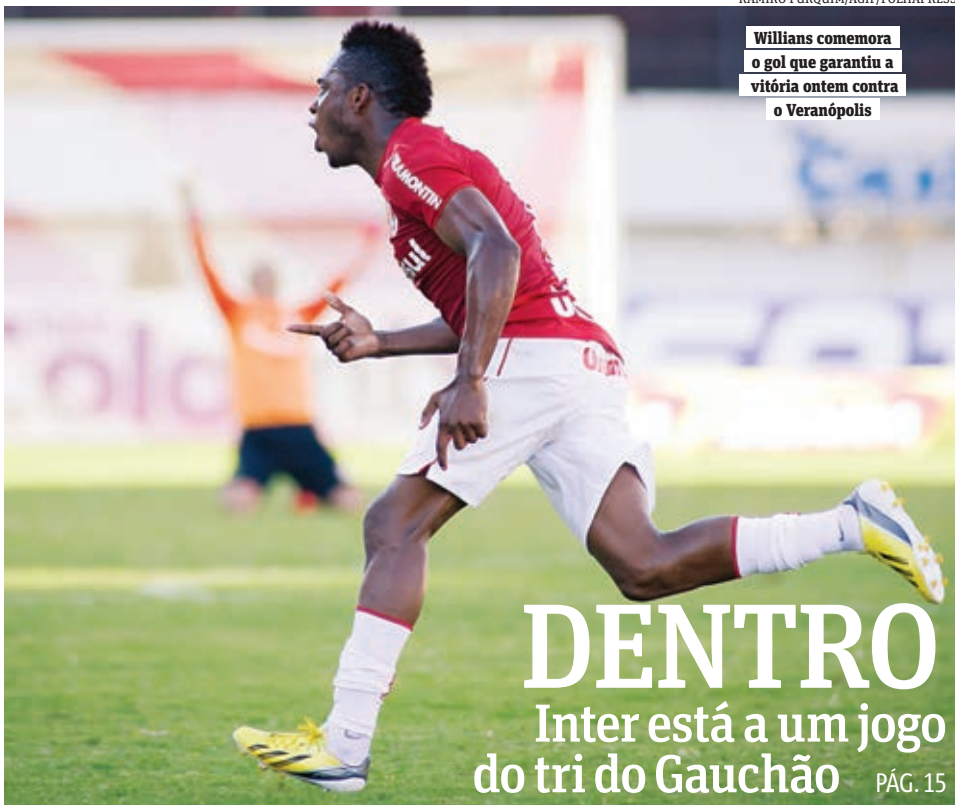 Willians comemora
o gol que garantiu a
vitória ontem contra
o Veranópolis
TRAMONTINA
DENTRO
Inter está a um jogo
do tri do Gauchão PÁG. 15